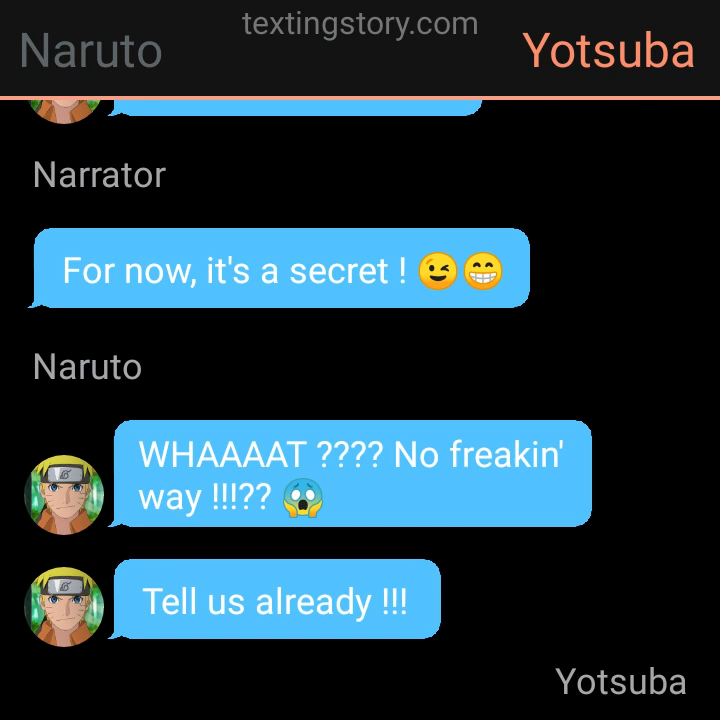 textingstory.com
Naruto
Yotsuba
Narrator
For now, it's a secret ! 😉😁
Naruto
WHAAAAT ???? No freakin'
way !!!?? 😱
Tell us already !!!
Yotsuba